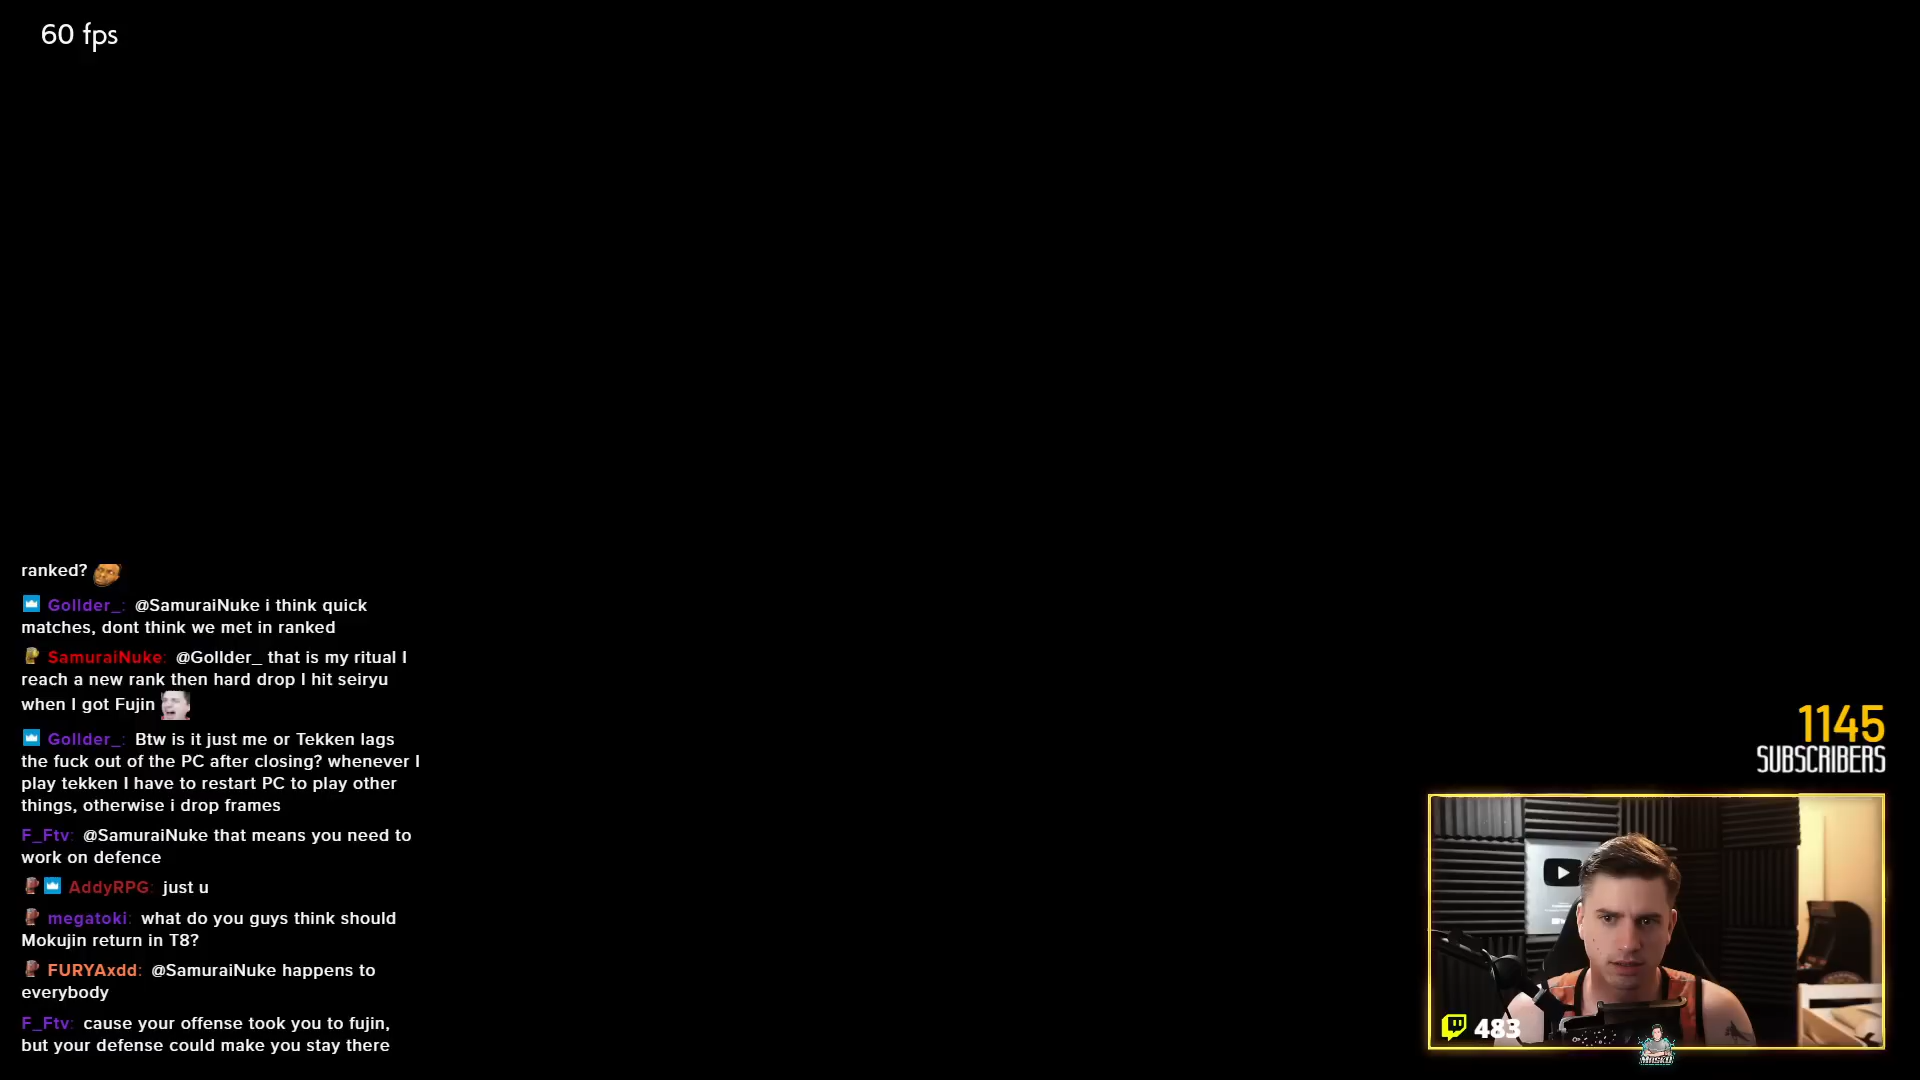 60 fps
ranked?
Gollder_: @SamuraiNuke i think quick
matches, dont think we met in ranked
SamuraiNuke: @Gollder_ that is my ritual I
reach a new rank then hard drop I hit seiryu
when I got Fujin
Gollder_: Btw is it just me or Tekken lags
the fuck out of the PC after closing? whenever I
play tekken I have to restart PC to play other
things, otherwise i drop frames
F_Ftv: @SamuraiNuke that means you need to
work on defence
AddyRPG: just u
megatoki: what do you guys think should
Mokujin return in T8?
FURYAxdd: @SamuraiNuke happens to
everybody
F_Ftv: cause your offense took you to fujin,
but your defense could make you stay there
1145
SUBSCRIBERS
483